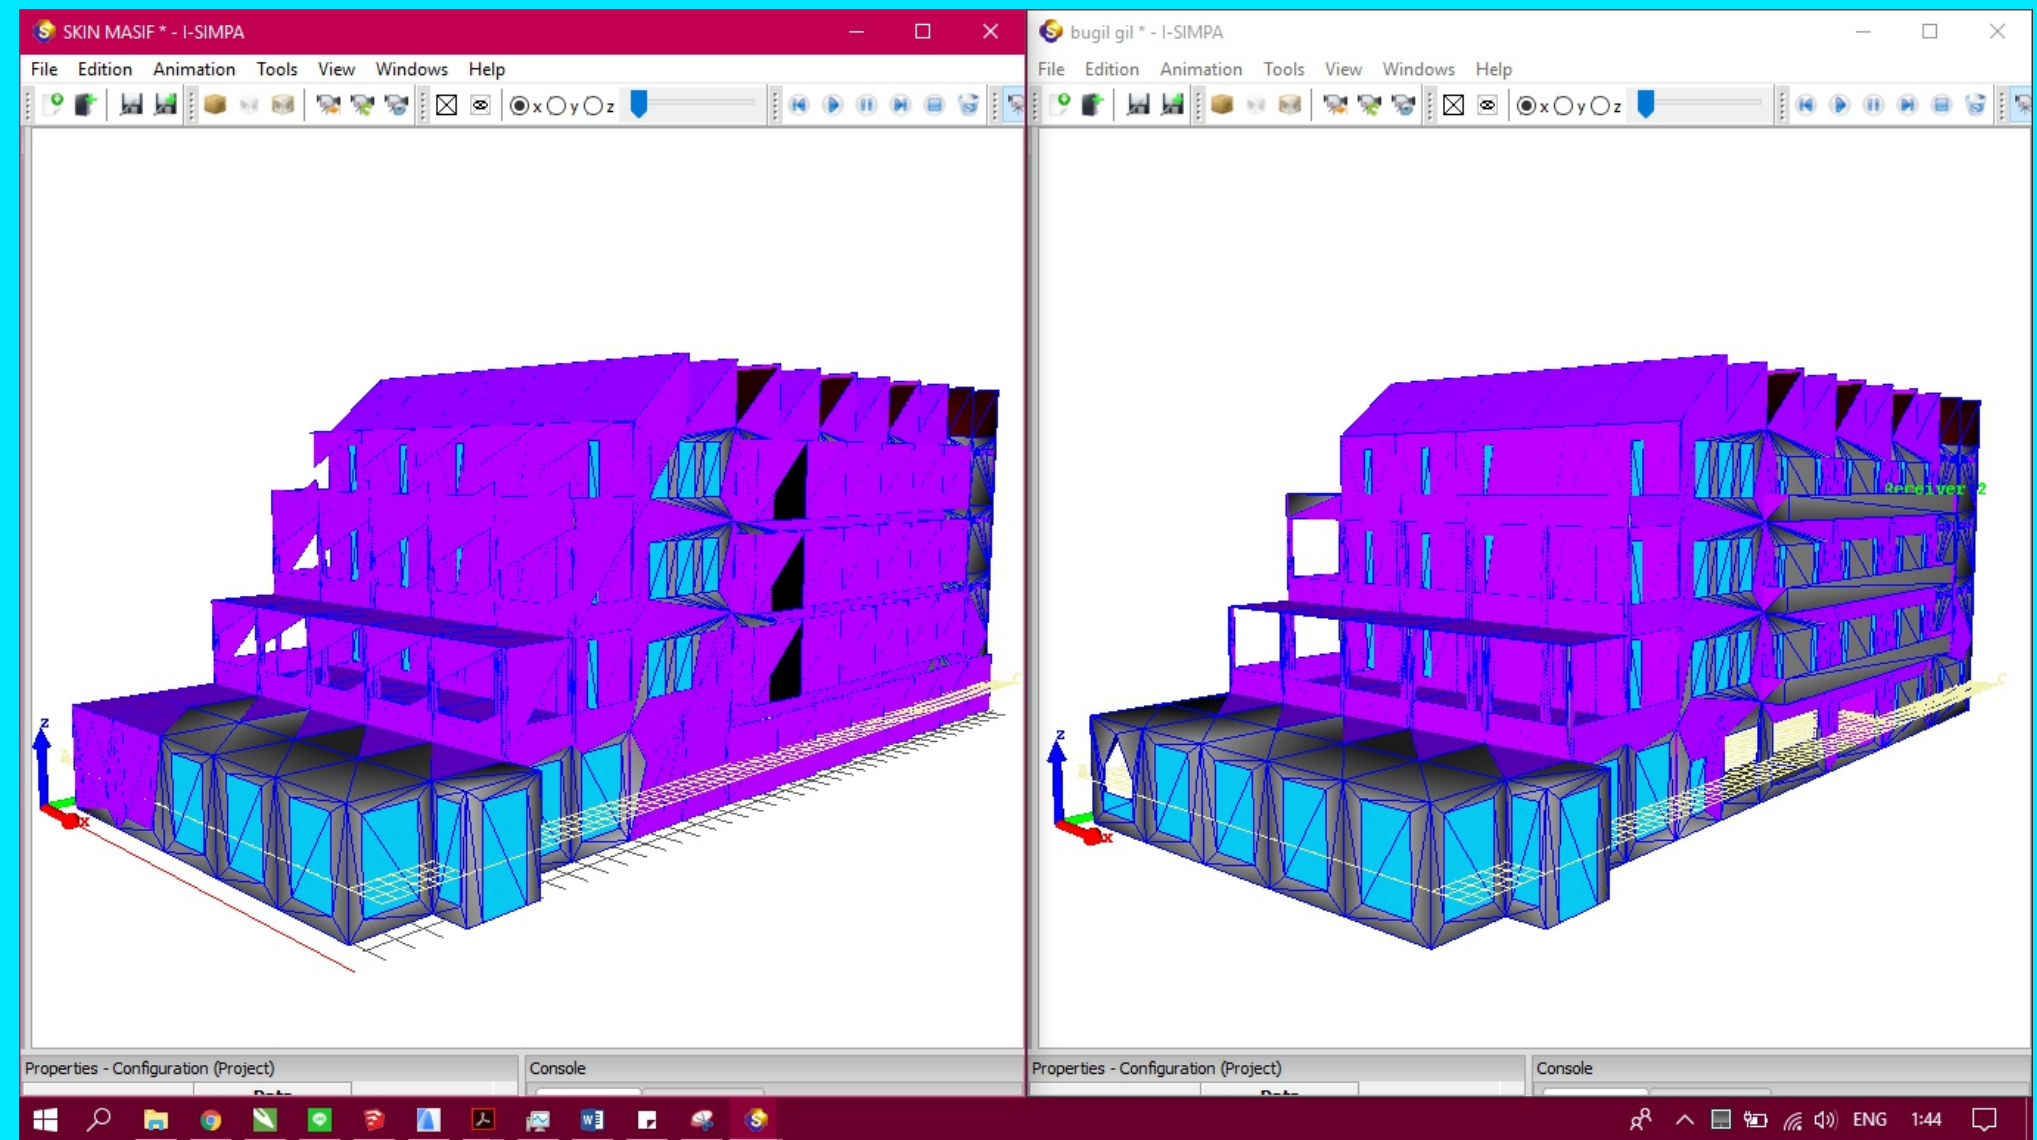 SKIN MASIF * - I-SIMPA
File Edition Animation Tools View Windows Help
x y z
z
x
C
Properties - Configuration (Project)
Console
bugil gil * - I-SIMPA
File Edition Animation Tools View Windows Help
x y z
Receiver 2
z
x
C
Properties - Configuration (Project)
Console
ENG 1:44